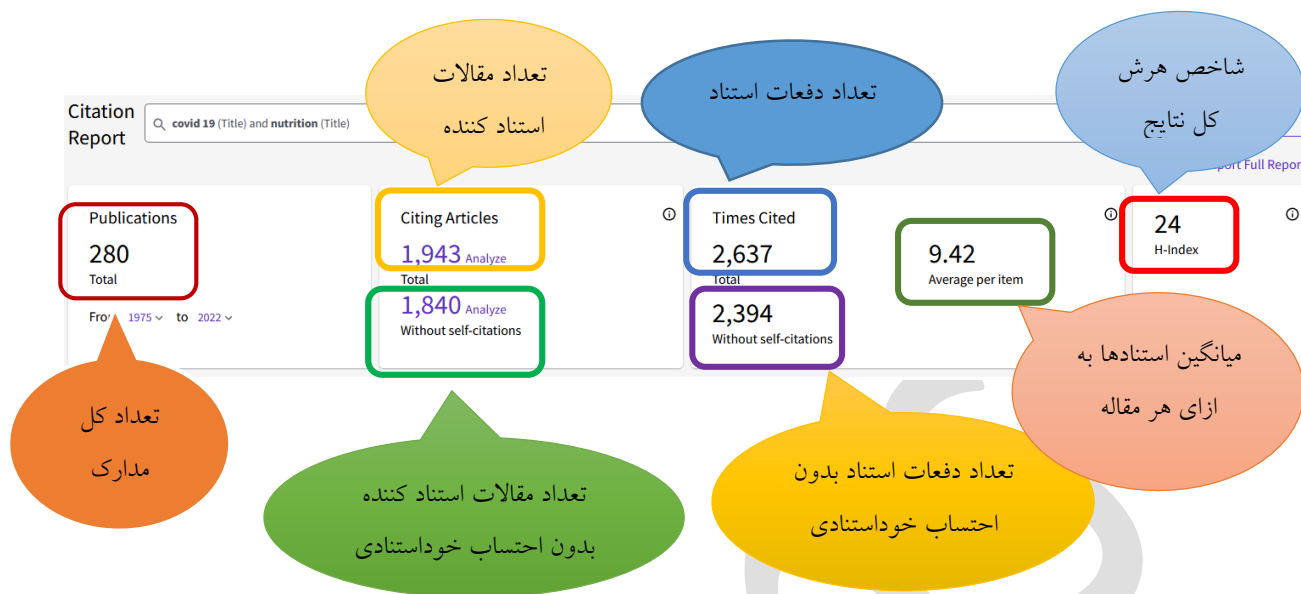 تعداد مقالات
استناد کننده
تعداد دفعات استناد
شاخص هرش
کل نتایج
Citation
Report
covid 19 (Title) and nutrition (Title)
Full Repor
Publications
280
Total
From 1975 to 2022
Citing Articles
1,943 Analyze
Total
1,840 Analyze
Without self-citations
Times Cited
2,637
Total
2,394
Without self-citations
9.42
Average per item
24
H-Index
تعداد کل
مدارک
تعداد مقالات استناد کننده
بدون احتساب خوداستنادی
تعداد دفعات استناد بدون
احتساب خوداستنادی
میانگین استنادها به
ازای هر مقاله